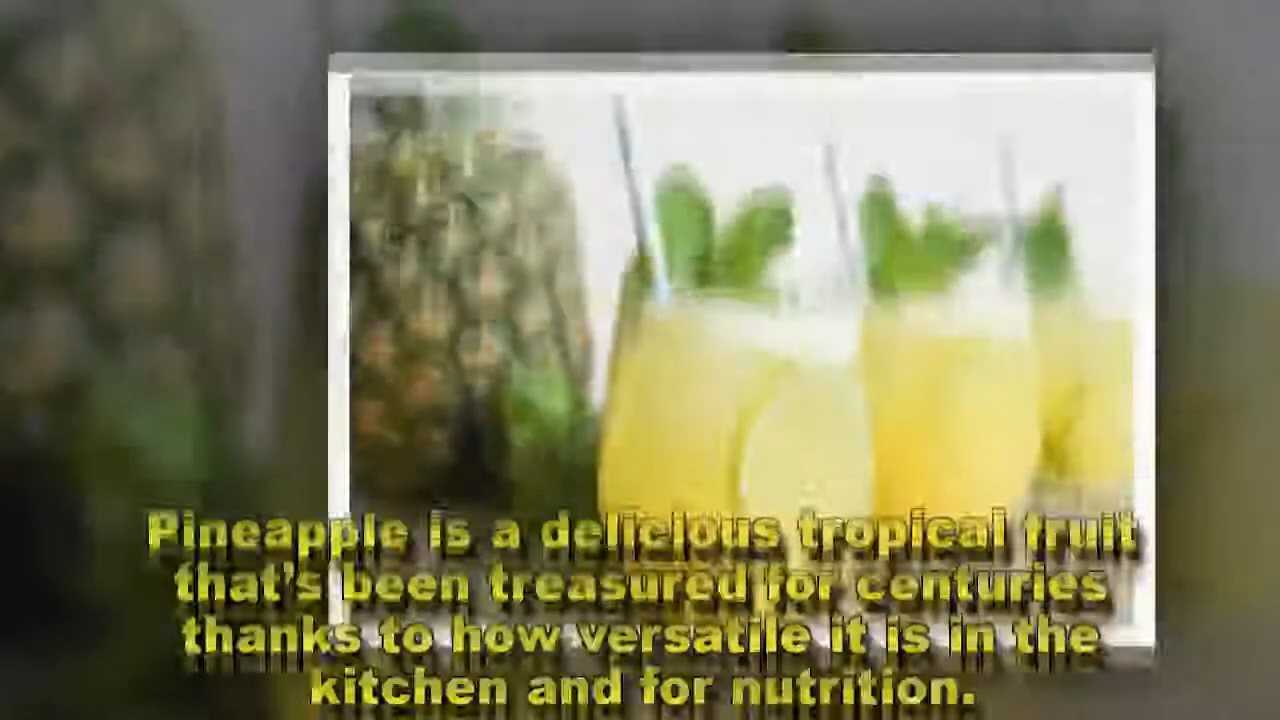 Pineapple is a delicious tropical fruit
that's been treasured for centuries
thanks to how versatile it is in the
kitchen and for nutrition.